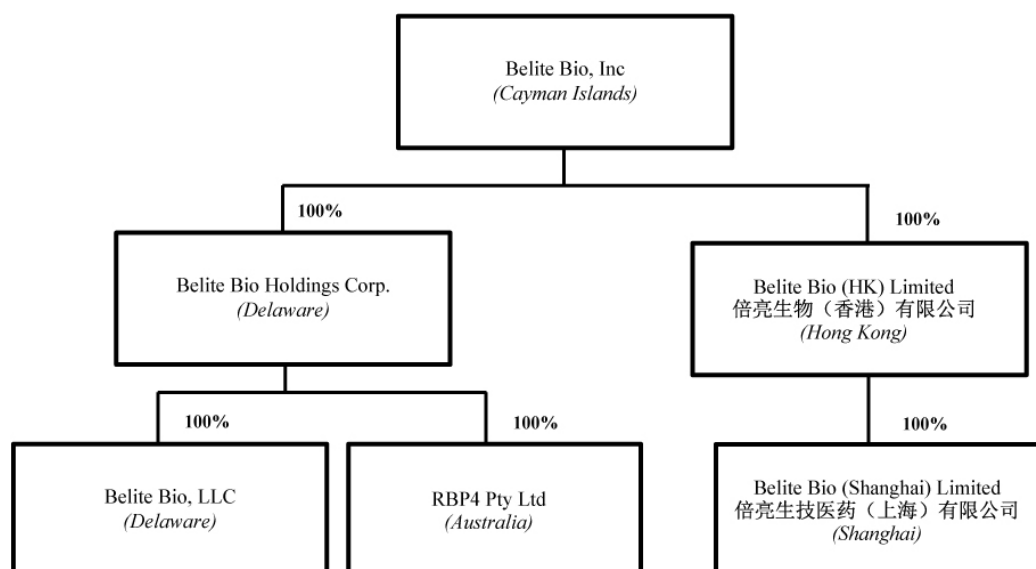 Belite Bio, Inc
(Cayman Islands)
100%
100%
Belite Bio Holdings Corp.
(Delaware)
Belite Bio (HK) Limited
倍亮生物（香港）有限公司
(Hong Kong)
100%
100%
100%
Belite Bio, LLC
(Delaware)
RBP4 Pty Ltd
(Australia)
Belite Bio (Shanghai) Limited
倍亮生技医药（上海）有限公司
(Shanghai)